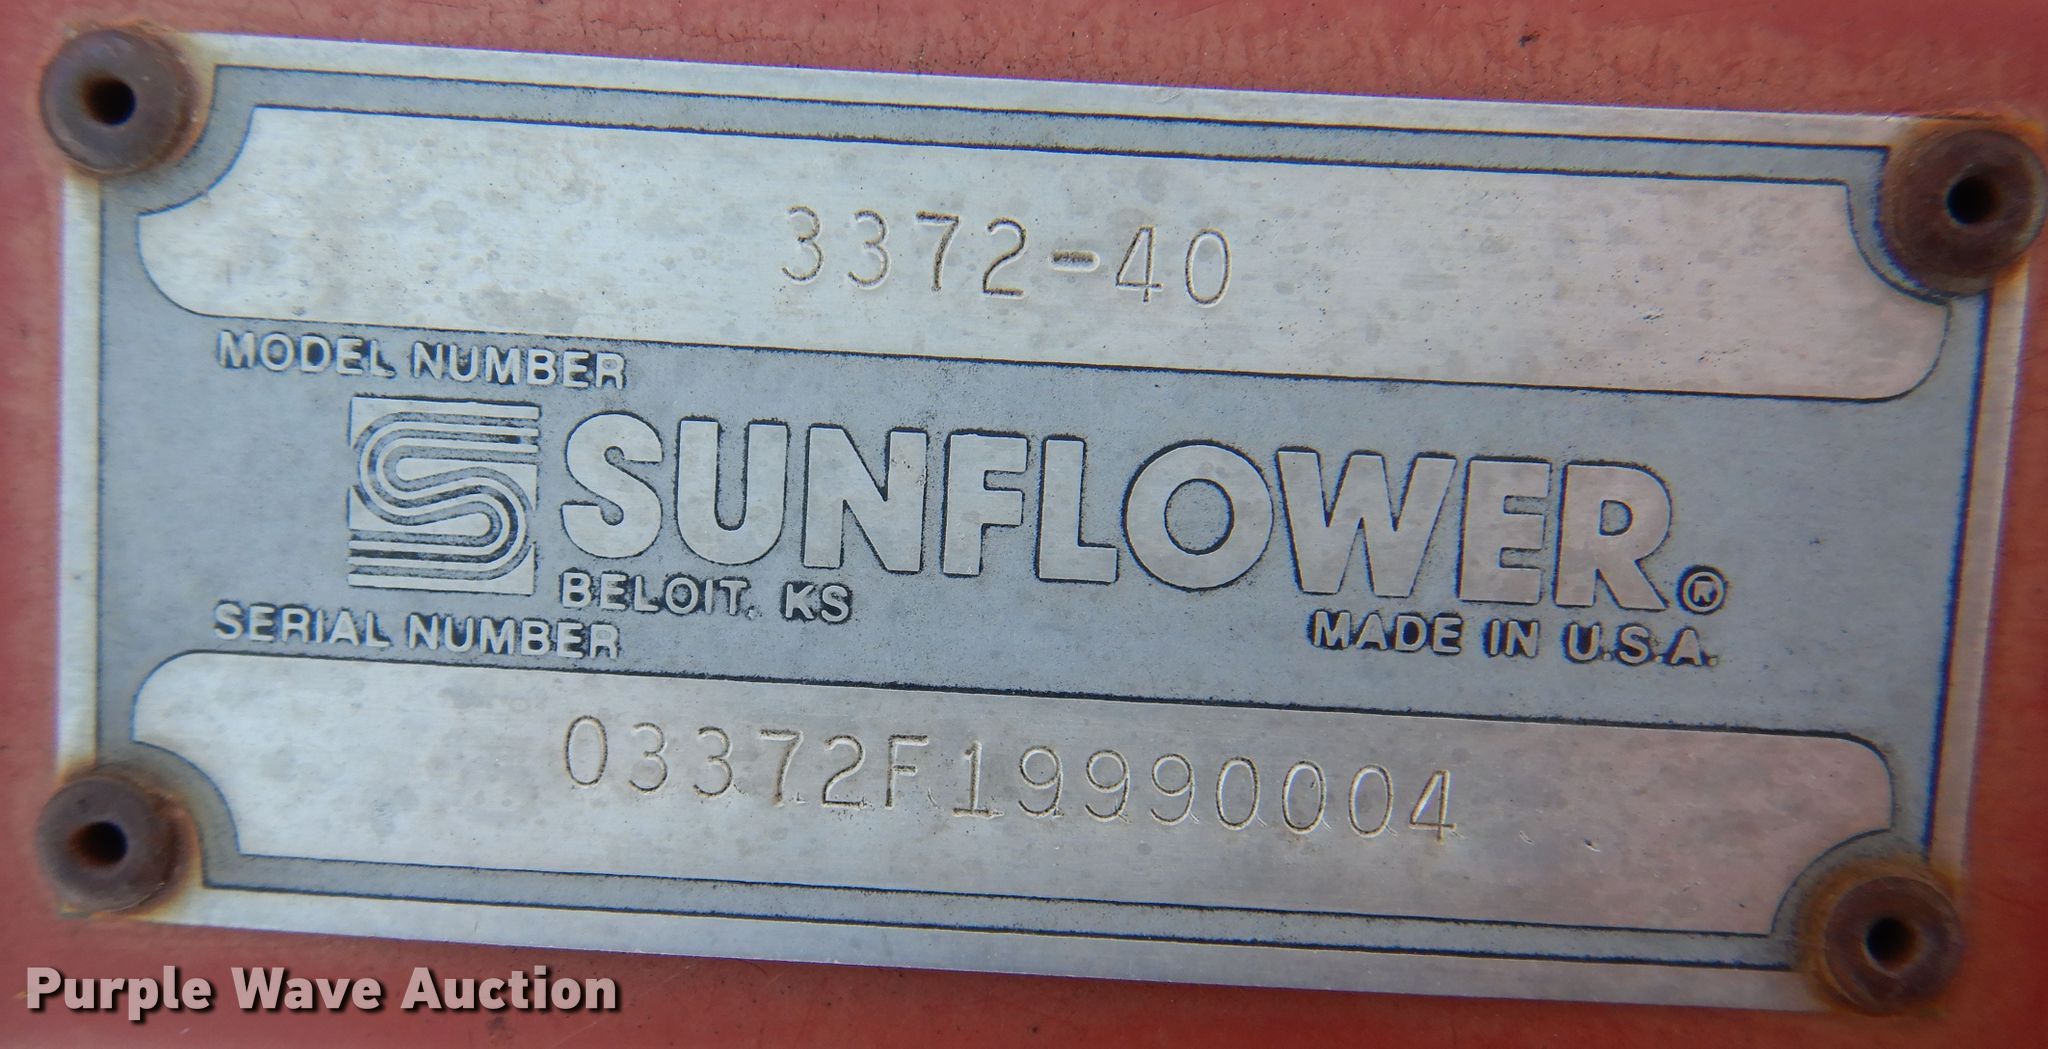 3372-40
MODEL NUMBER
SUNFLOWER®
BELOIT, KS
MADE IN U.S.A.
SERIAL NUMBER
03372F19990004
Purple Wave Auction